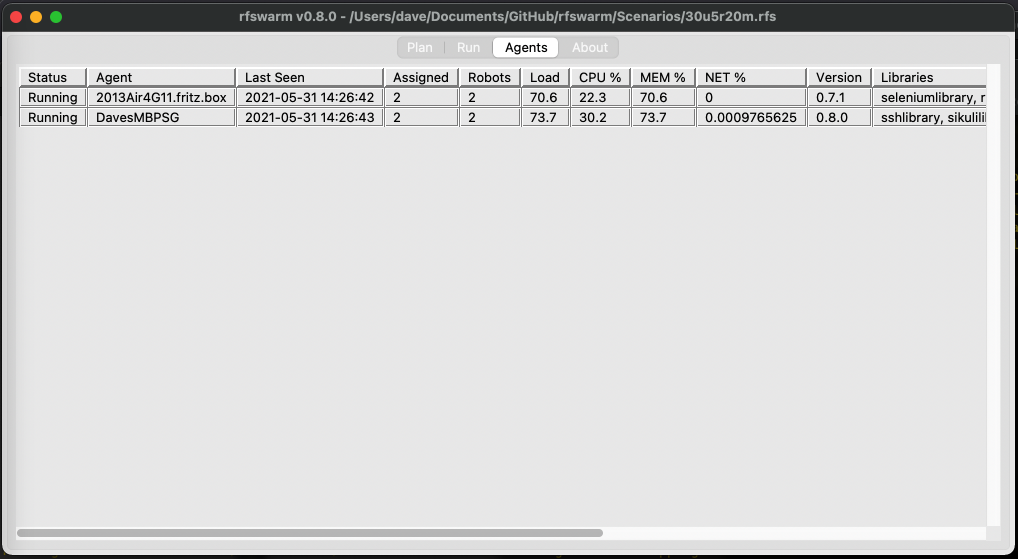 rfswarm v0.8.0 - /Users/dave/Documents/GitHub/rfswarm/Scenarios/30u5r20m.rfs
Plan Run Agents About
Status Agent Last Seen Assigned Robots Load CPU % MEM % NET % Version Libraries
Running 2013Air4G11.fritz.box 2021-05-31 14:26:42 2 2 70.6 22.3 70.6 0 0.7.1 seleniumlibrary, r
Running DavesMBPSG 2021-05-31 14:26:43 2 2 73.7 30.2 73.7 0.0009765625 0.8.0 sshlibrary, sikulili